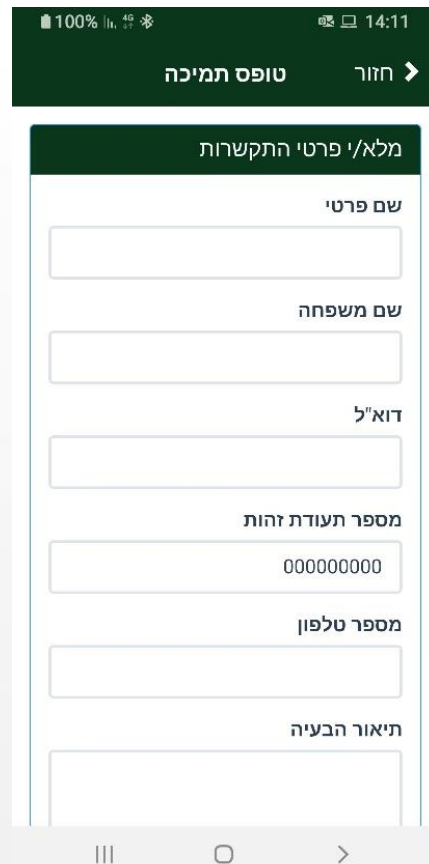 100% 4G 14:11
חזור טופס תמיכה
מלא/י פרטי התקשרות
שם פרטי
שם משפחה
דוא"ל
מספר תעודת זהות
000000000
מספר טלפון
תיאור הבעיה